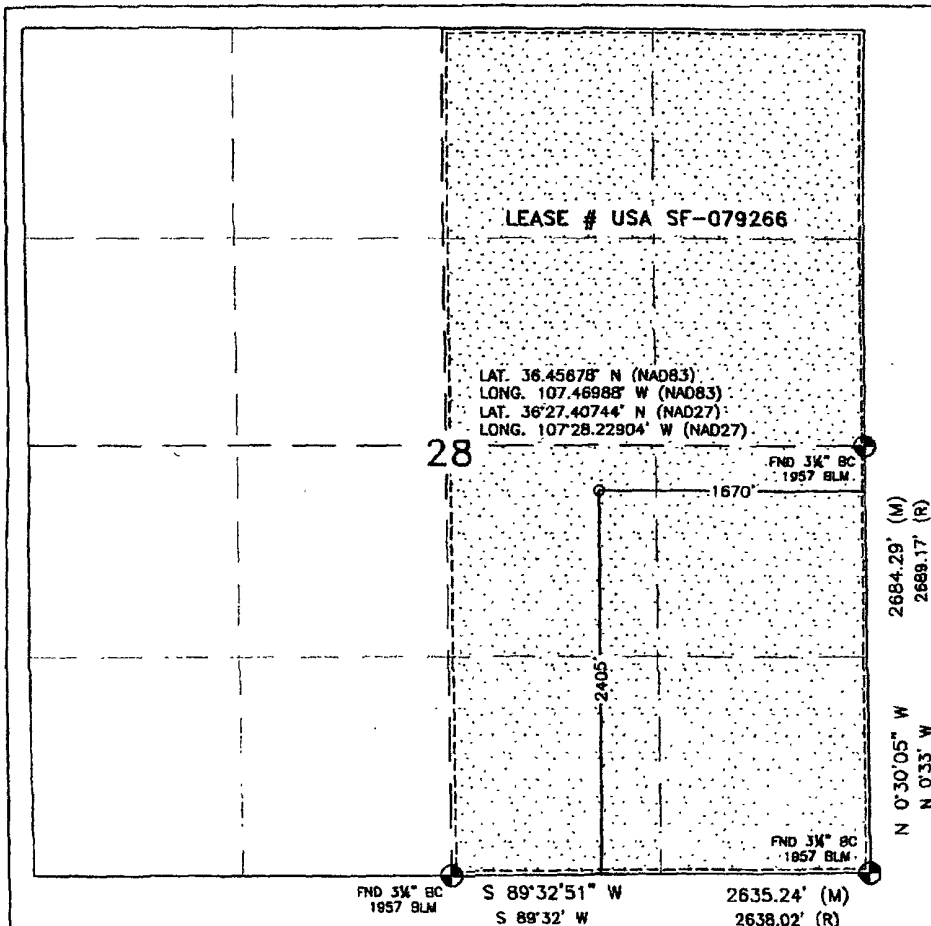 LEASE # USA SF-079266
LAT. 36.45678° N (NAD83)
LONG. 107.46988° W (NAD83)
LAT. 36°27.40744' N (NAD27)
LONG. 107°28.22904' W (NAD27)
28
FND 3¼" BC
1957 BLM
1670'
2684.29' (M)
2689.17' (R)
2405'
N 0°30'05" W
N 0°33' W
FND 3¼" BC
1957 BLM
FND 3¼" BC
1957 BLM
S 89°32'51" W
S 89°32' W
2635.24' (M)
2638.02' (R)